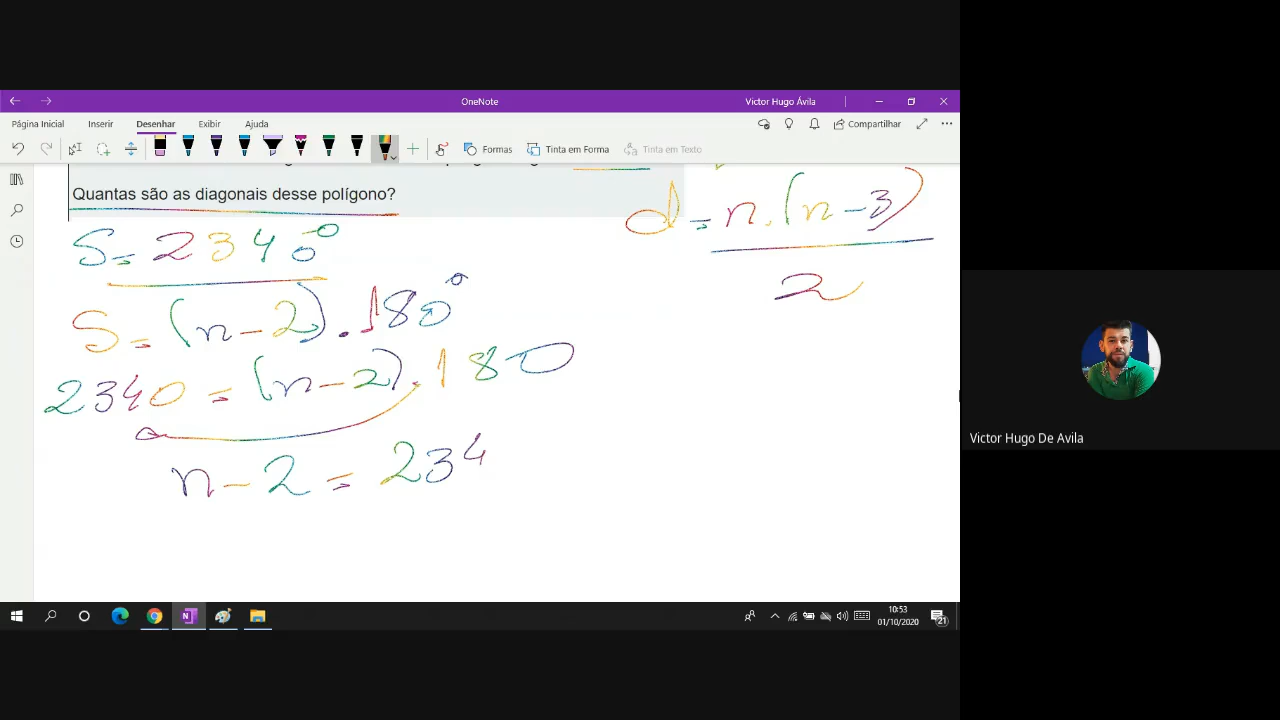 OneNote
Victor Hugo Ávila
Página Inicial Inserir Desenhar Exibir Ajuda
Compartilhar
Formas Tinta em Forma Tinta em Texto
Quantas são as diagonais desse polígono?
d = n.(n-3)
2
S = 2340°
S = (n-2).180°
2340 = (n-2).180
n-2 = 234
Victor Hugo De Avila
10:53
01/10/2020
21